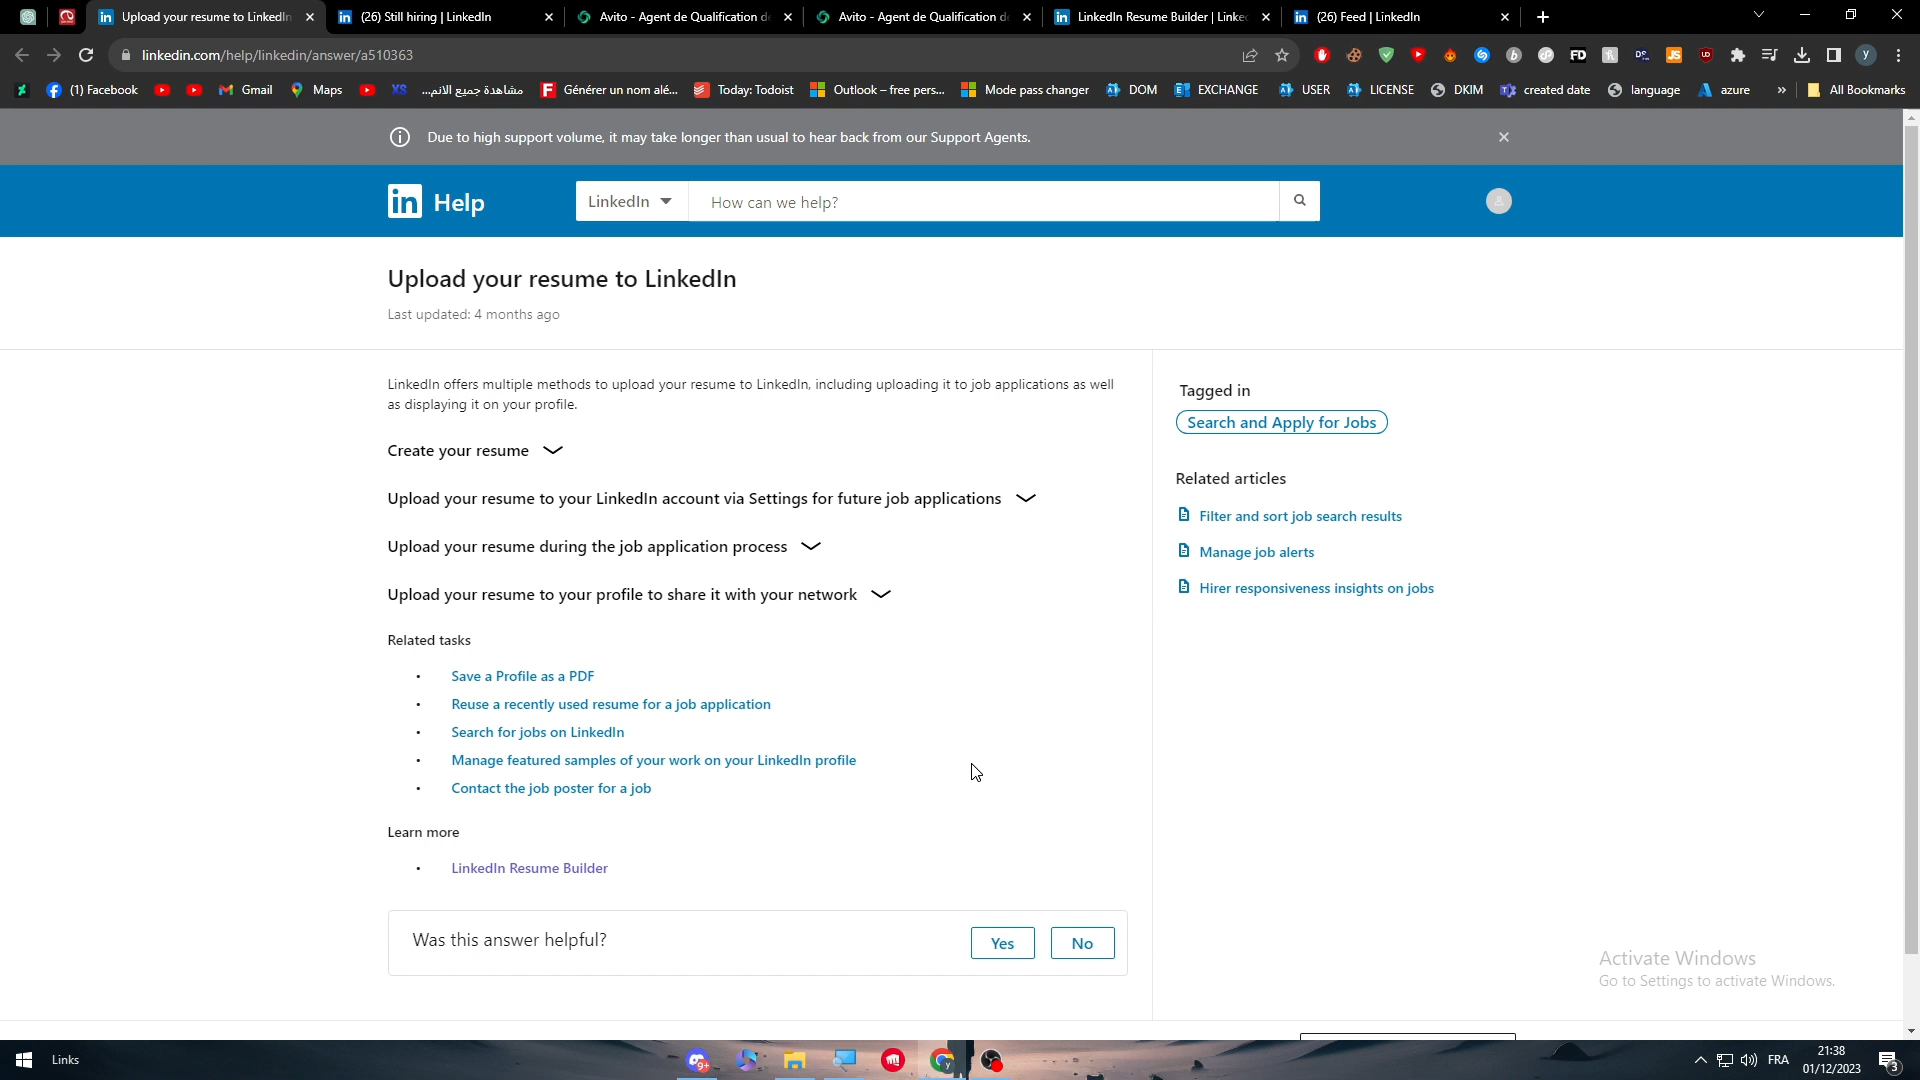 Upload your resume to LinkedIn
(26) Still hiring | LinkedIn
Avito - Agent de Qualification d
Avito - Agent de Qualification d
LinkedIn Resume Builder | Linke
(26) Feed | LinkedIn
linkedin.com/help/linkedin/answer/a510363
(1) Facebook
Gmail
Maps
XS
مشاهدة جميع الانم...
Générer un nom alé...
Today: Todoist
Outlook – free pers...
Mode pass changer
DOM
EXCHANGE
USER
LICENSE
DKIM
created date
language
azure
»
All Bookmarks
Due to high support volume, it may take longer than usual to hear back from our Support Agents.
in Help
LinkedIn
How can we help?
Upload your resume to LinkedIn
Last updated: 4 months ago
LinkedIn offers multiple methods to upload your resume to LinkedIn, including uploading it to job applications as well
as displaying it on your profile.
Create your resume
Upload your resume to your LinkedIn account via Settings for future job applications
Upload your resume during the job application process
Upload your resume to your profile to share it with your network
Related tasks
• Save a Profile as a PDF
• Reuse a recently used resume for a job application
• Search for jobs on LinkedIn
• Manage featured samples of your work on your LinkedIn profile
• Contact the job poster for a job
Learn more
• LinkedIn Resume Builder
Was this answer helpful?
Yes
No
Tagged in
Search and Apply for Jobs
Related articles
Filter and sort job search results
Manage job alerts
Hirer responsiveness insights on jobs
Activate Windows
Go to Settings to activate Windows.
Links
FRA
21:38
01/12/2023
3